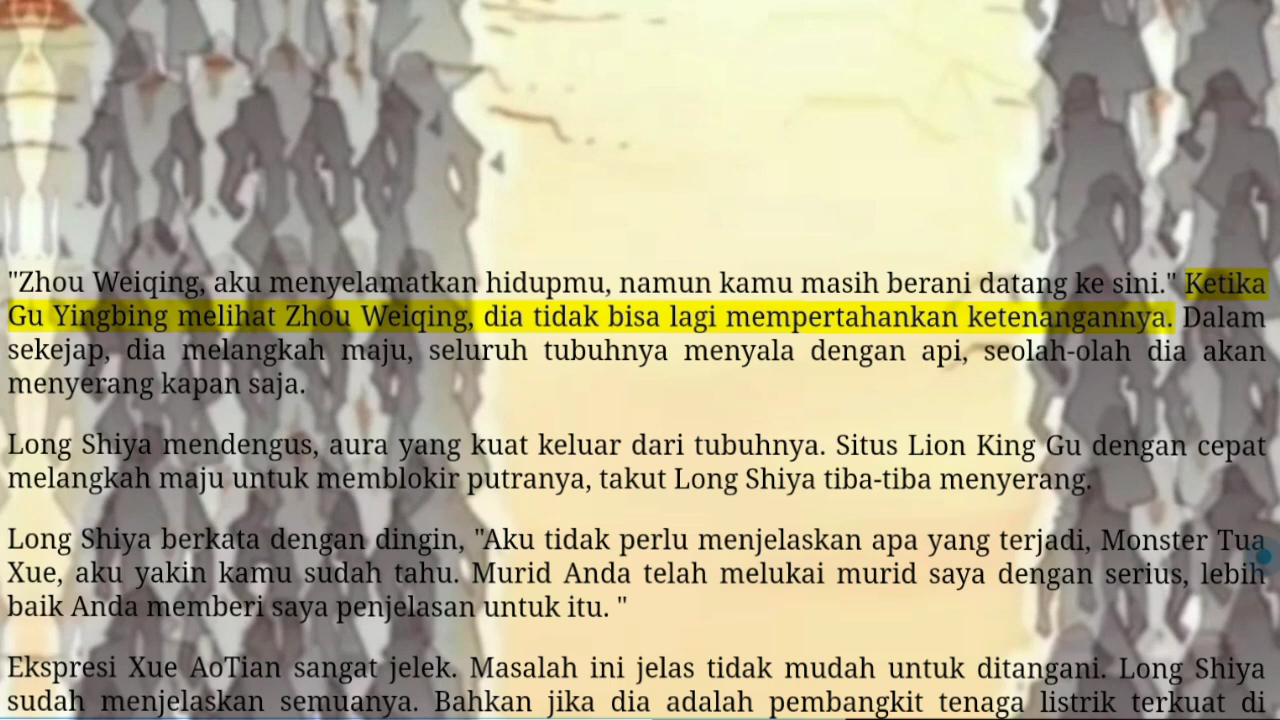 "Zhou Weiqing, aku menyelamatkan hidupmu, namun kamu masih berani datang ke sini." Ketika
Gu Yingbing melihat Zhou Weiqing, dia tidak bisa lagi mempertahankan ketenangannya. Dalam
sekejap, dia melangkah maju, seluruh tubuhnya menyala dengan api, seolah-olah dia akan
menyerang kapan saja.
Long Shiya mendengus, aura yang kuat keluar dari tubuhnya. Situs Lion King Gu dengan cepat
melangkah maju untuk memblokir putranya, takut Long Shiya tiba-tiba menyerang.
Long Shiya berkata dengan dingin, "Aku tidak perlu menjelaskan apa yang terjadi, Monster Tua
Xue, aku yakin kamu sudah tahu. Murid Anda telah melukai murid saya dengan serius, lebih
baik Anda memberi saya penjelasan untuk itu. "
Ekspresi Xue AoTian sangat jelek. Masalah ini jelas tidak mudah untuk ditangani. Long Shiya
sudah menjelaskan semuanya. Bahkan jika dia adalah pembangkit tenaga listrik terkuat di